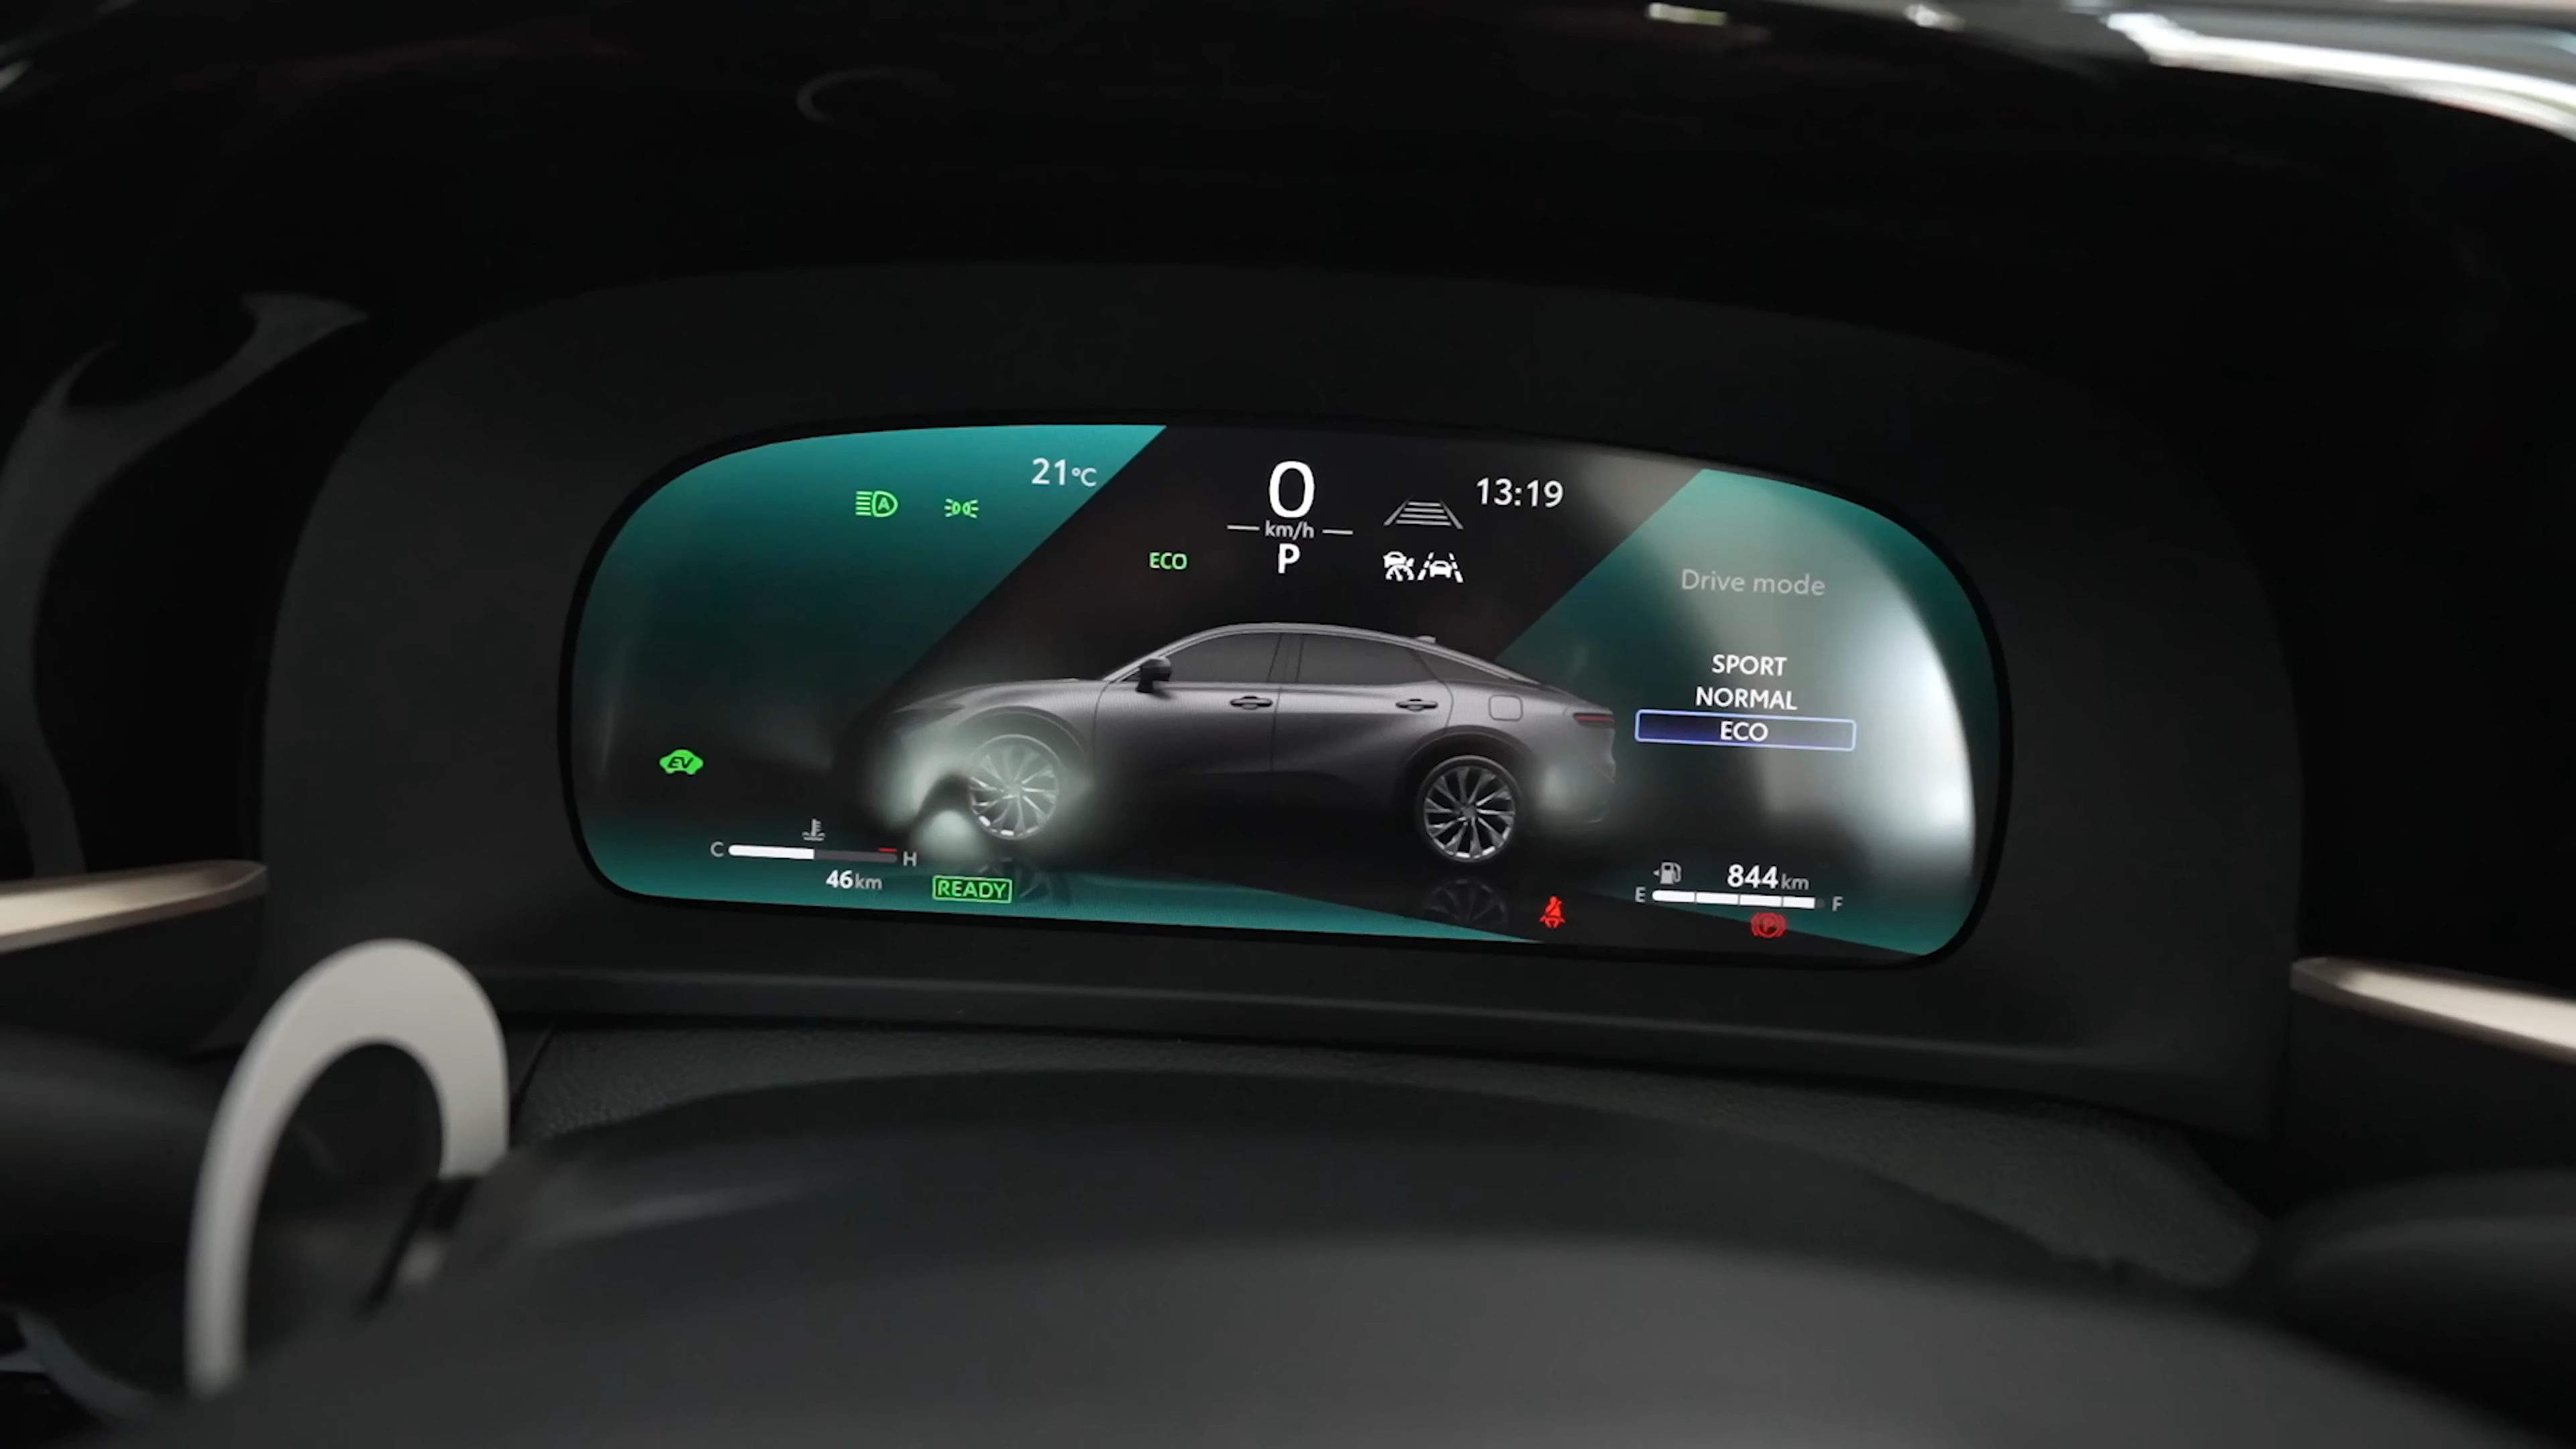 21°C
0
13:19
km/h
ECO
P
Drive mode
SPORT
NORMAL
ECO
EV
C
H
46km
READY
844km
E
F
P